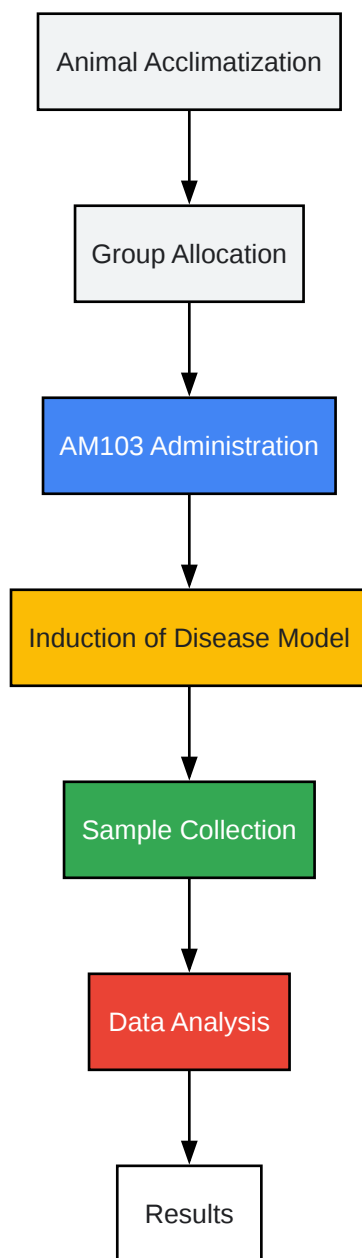 Animal Acclimatization
Group Allocation
AM103 Administration
Induction of Disease Model
Sample Collection
Data Analysis
Results